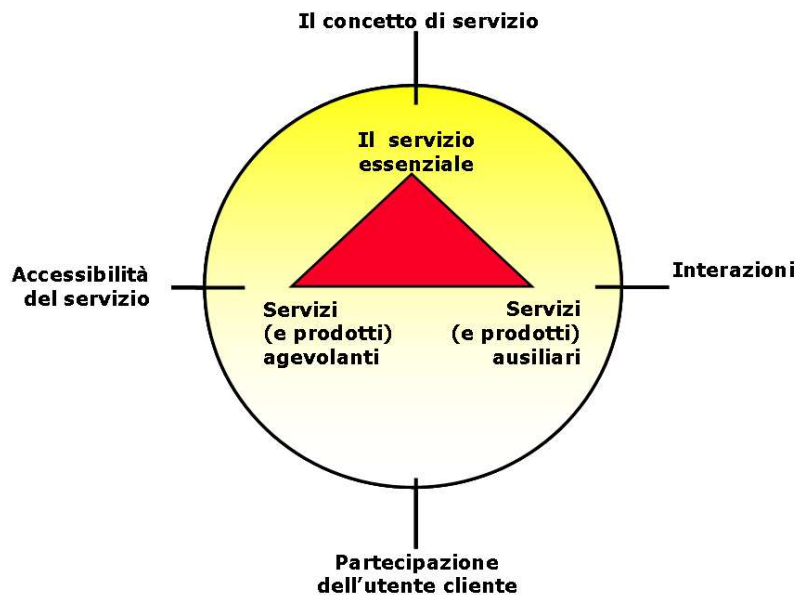 Il concetto di servizio
Il servizio
essenziale
Accessibilità
del servizio
Interazioni
Servizi
(e prodotti)
agevolanti
Servizi
(e prodotti)
ausiliari
Partecipazione
dell'utente cliente